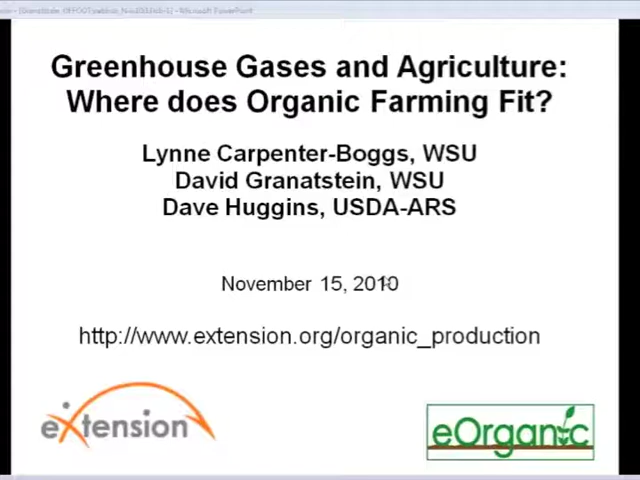 Greenhouse Gases and Agriculture:
Where does Organic Farming Fit?
Lynne Carpenter-Boggs, WSU
David Granatstein, WSU
Dave Huggins, USDA-ARS
November 15, 2010
http://www.extension.org/organic_production
eXtension
eOrganic